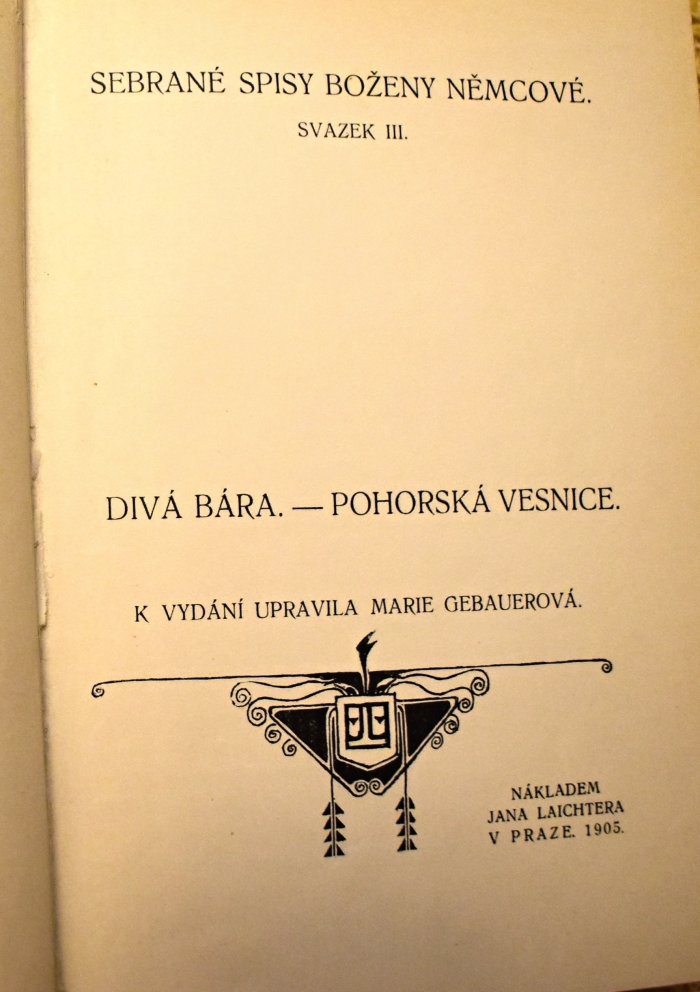 SEBRANÉ SPISY BOŽENY NĚMCOVÉ.
SVAZEK III.
DIVÁ BÁRA. — POHORSKÁ VESNICE.
K VYDÁNÍ UPRAVILA MARIE GEBAUEROVÁ.
NÁKLADEM
JANA LAICHTERA
V PRAZE. 1905.